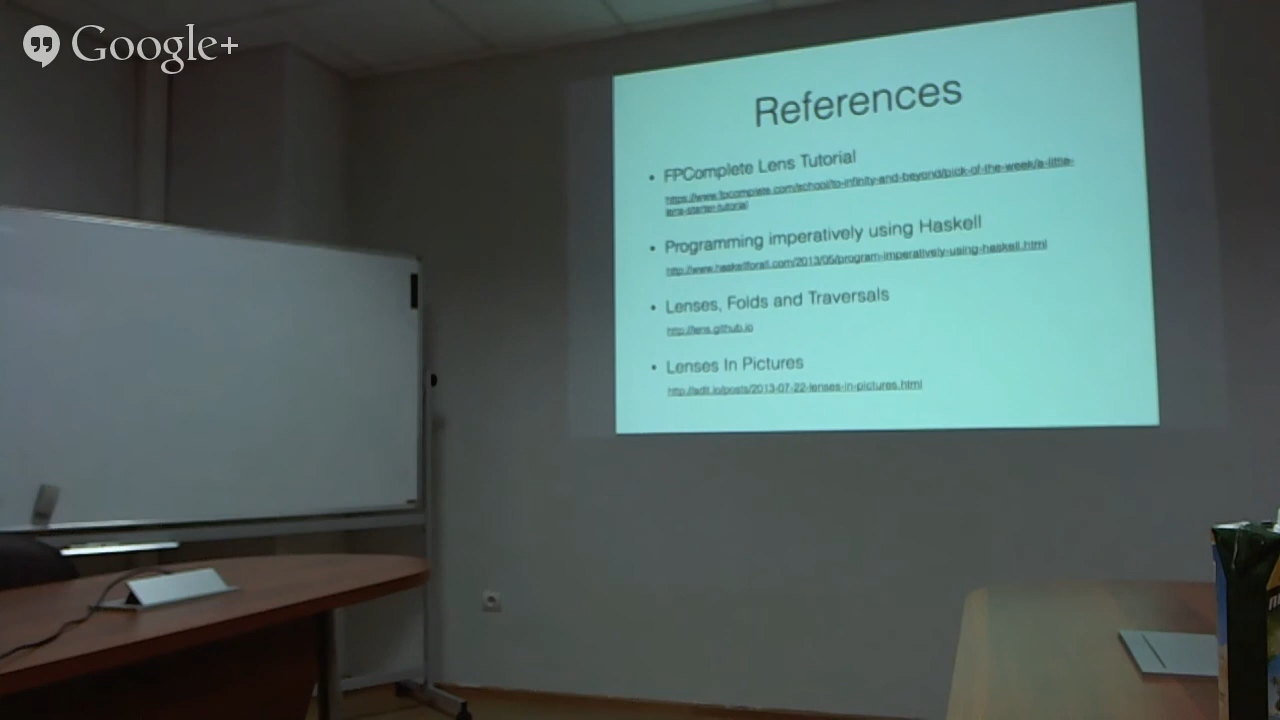 Google+
References
• FPComplete Lens Tutorial
https://www.fpcomplete.com/school/to-infinity-and-beyond/pick-of-the-week/a-little-
lens-starter-tutorial
• Programming imperatively using Haskell
http://www.haskellforall.com/2013/05/program-imperatively-using-haskell.html
• Lenses, Folds and Traversals
http://lens.github.io
• Lenses In Pictures
http://adit.io/posts/2013-07-22-lenses-in-pictures.html